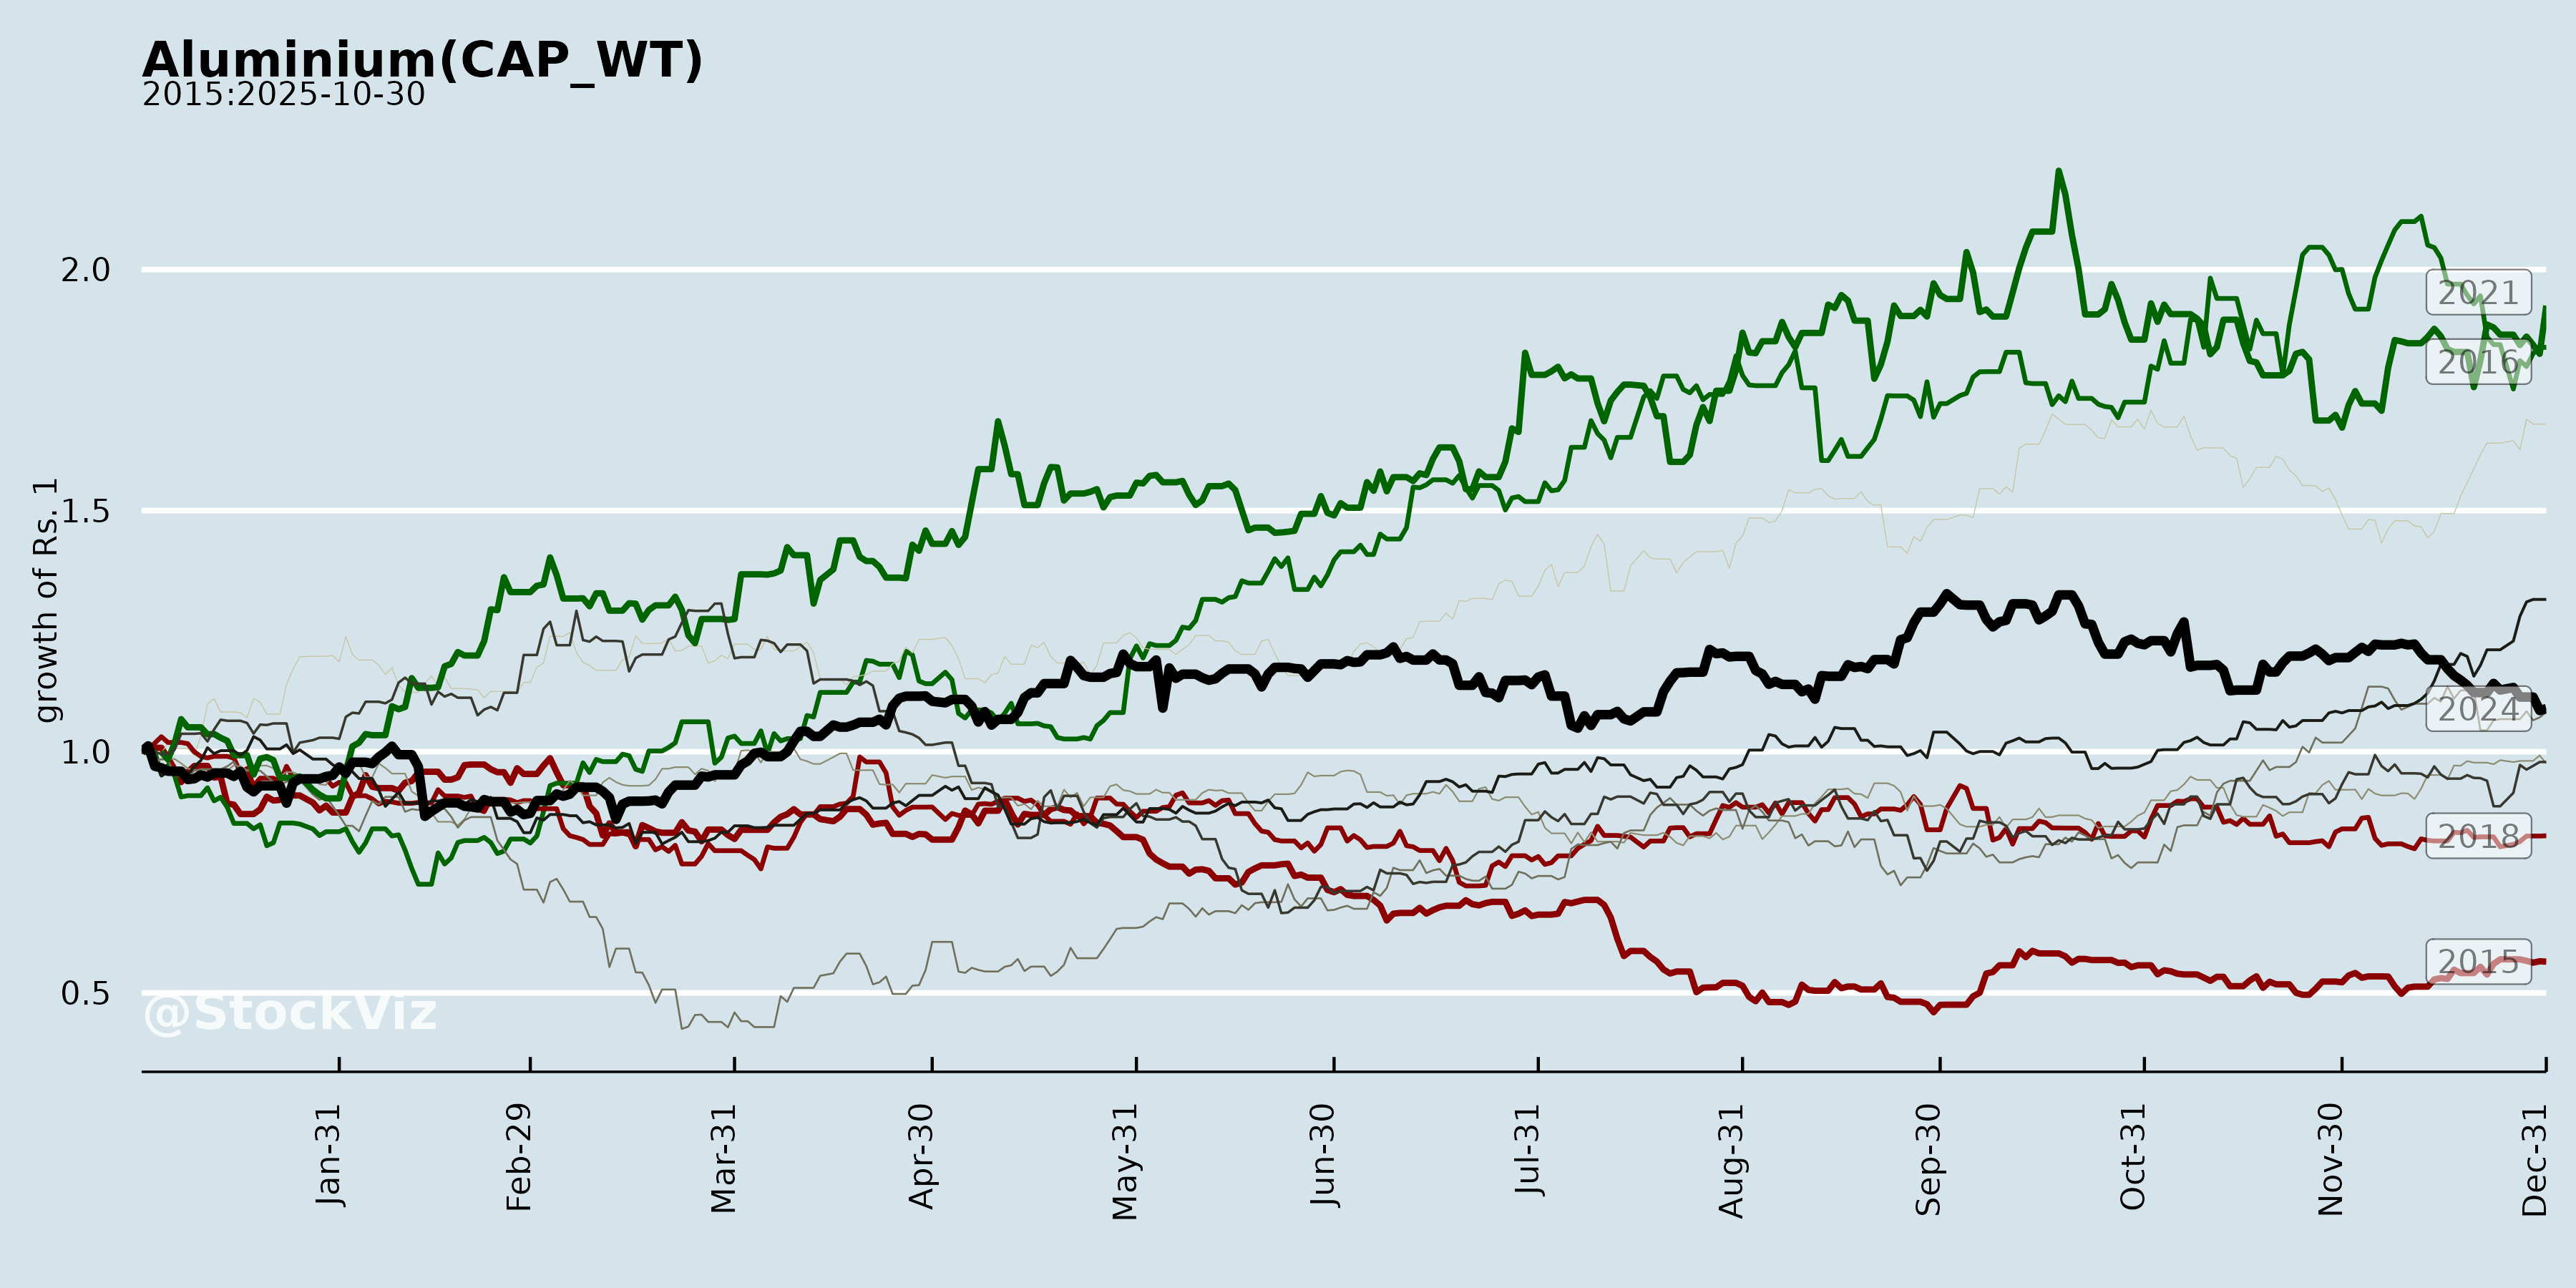 Aluminium(CAP_WT)
2015:2025-10-30
growth of Rs. 1
2.0
1.5
1.0
0.5
2021
2016
2024
2018
2015
@StockViz
Jan-31
Feb-29
Mar-31
Apr-30
May-31
Jun-30
Jul-31
Aug-31
Sep-30
Oct-31
Nov-30
Dec-31